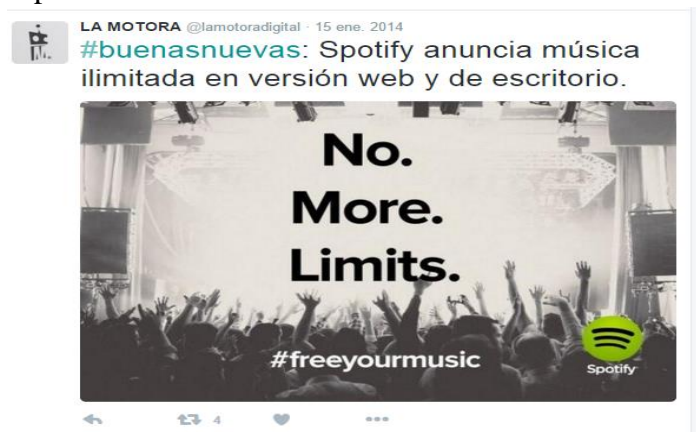 LA MOTORA @lamotoradigital · 15 ene. 2014
#buenasnuevas: Spotify anuncia música
ilimitada en versión web y de escritorio.
No.
More.
Limits.
#freeyourmusic
Spotify
4